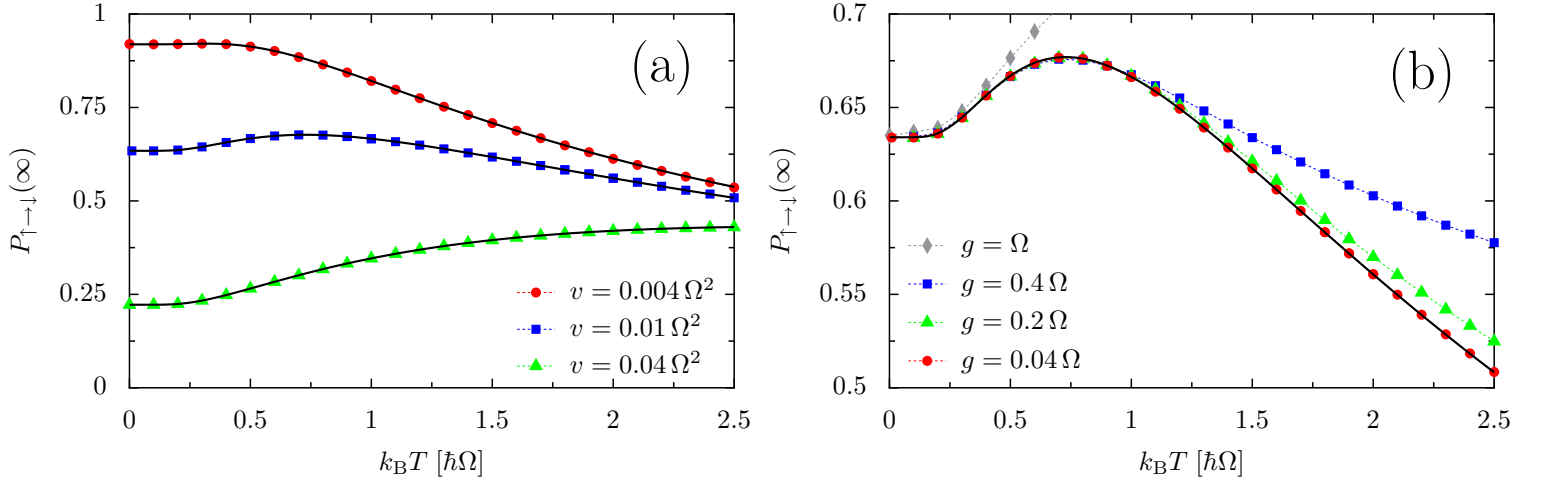 1
0.75
0.5
0.25
0
0 0.5 1 1.5 2 2.5
P↑→↓(∞)
k_B T [ħΩ]
(a)
v = 0.004 Ω²
v = 0.01 Ω²
v = 0.04 Ω²
0.7
0.65
0.6
0.55
0.5
0 0.5 1 1.5 2 2.5
P↑→↓(∞)
k_B T [ħΩ]
(b)
g = Ω
g = 0.4 Ω
g = 0.2 Ω
g = 0.04 Ω